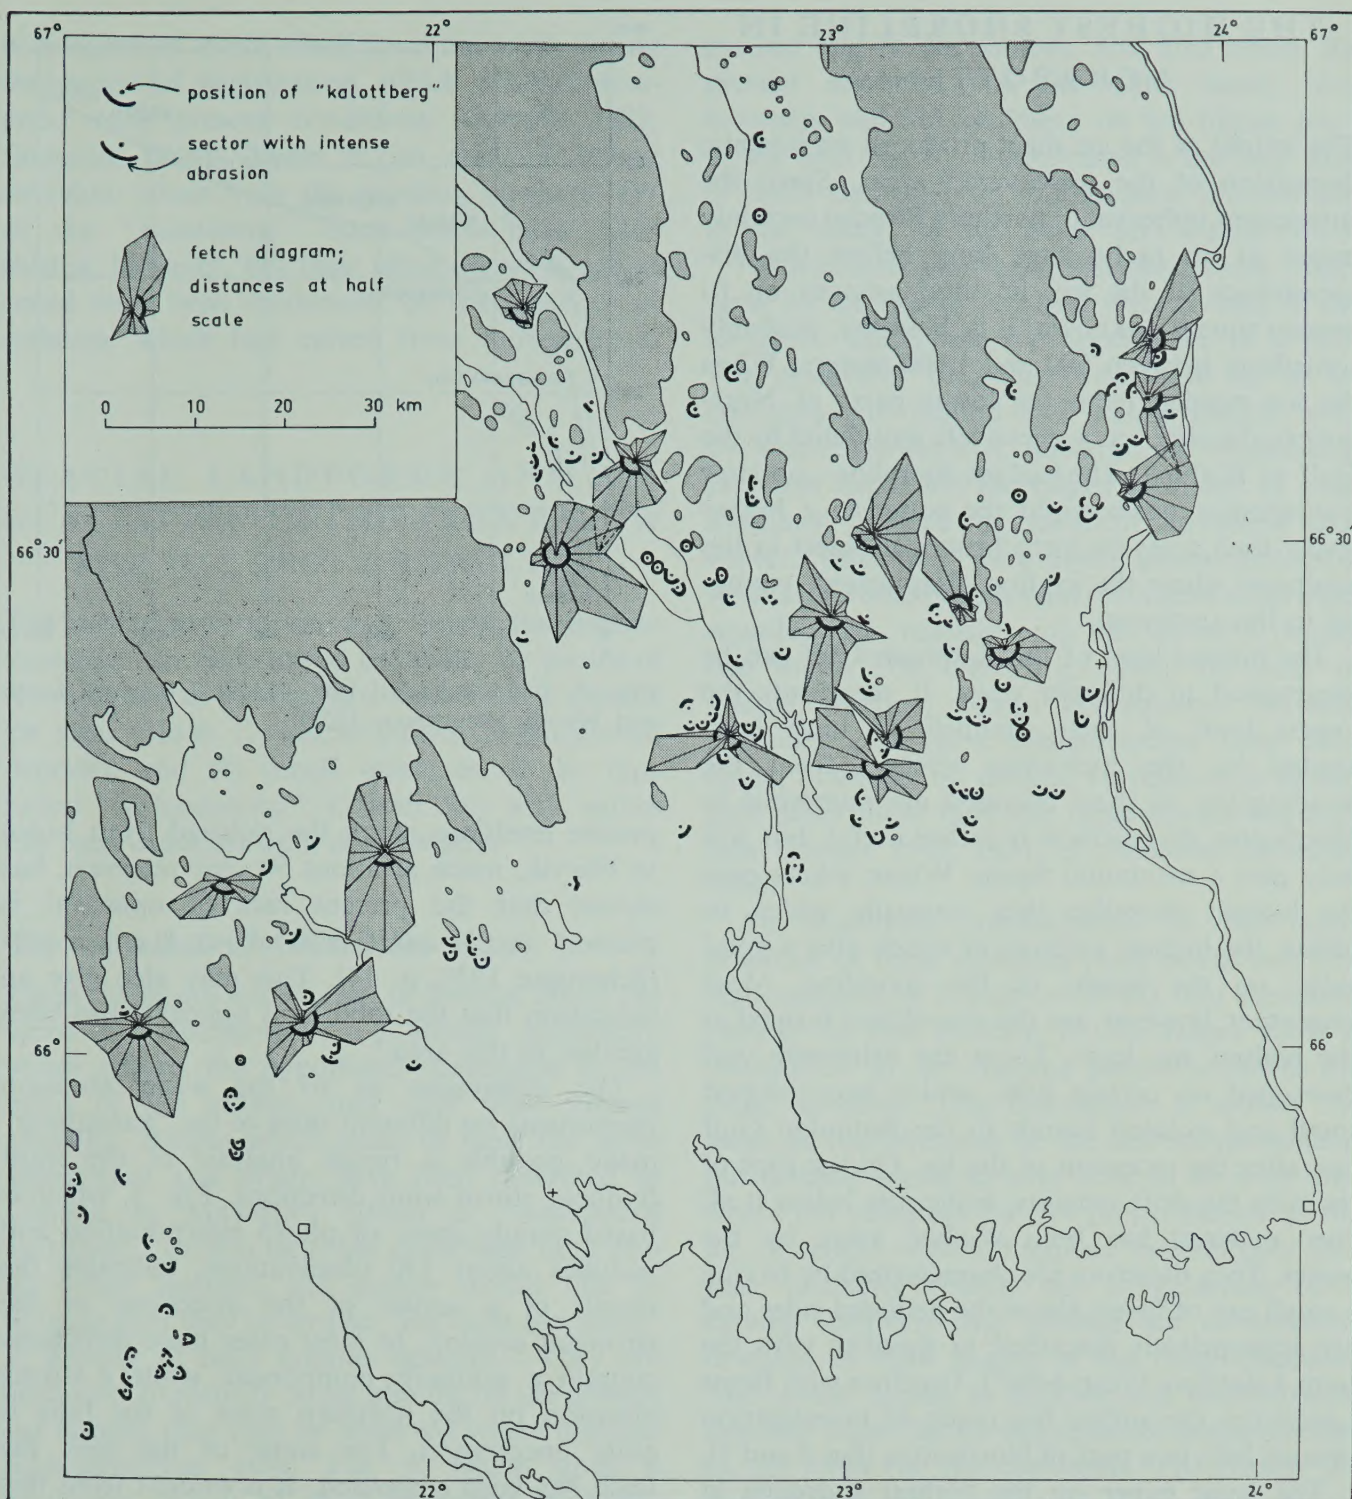 67°
22°
23°
24°
67°
position of "kalottberg"
sector with intense
abrasion
fetch diagram;
distances at half
scale
0 10 20 30 km
66°30'
66°30'
66°
66°
22°
23°
24°